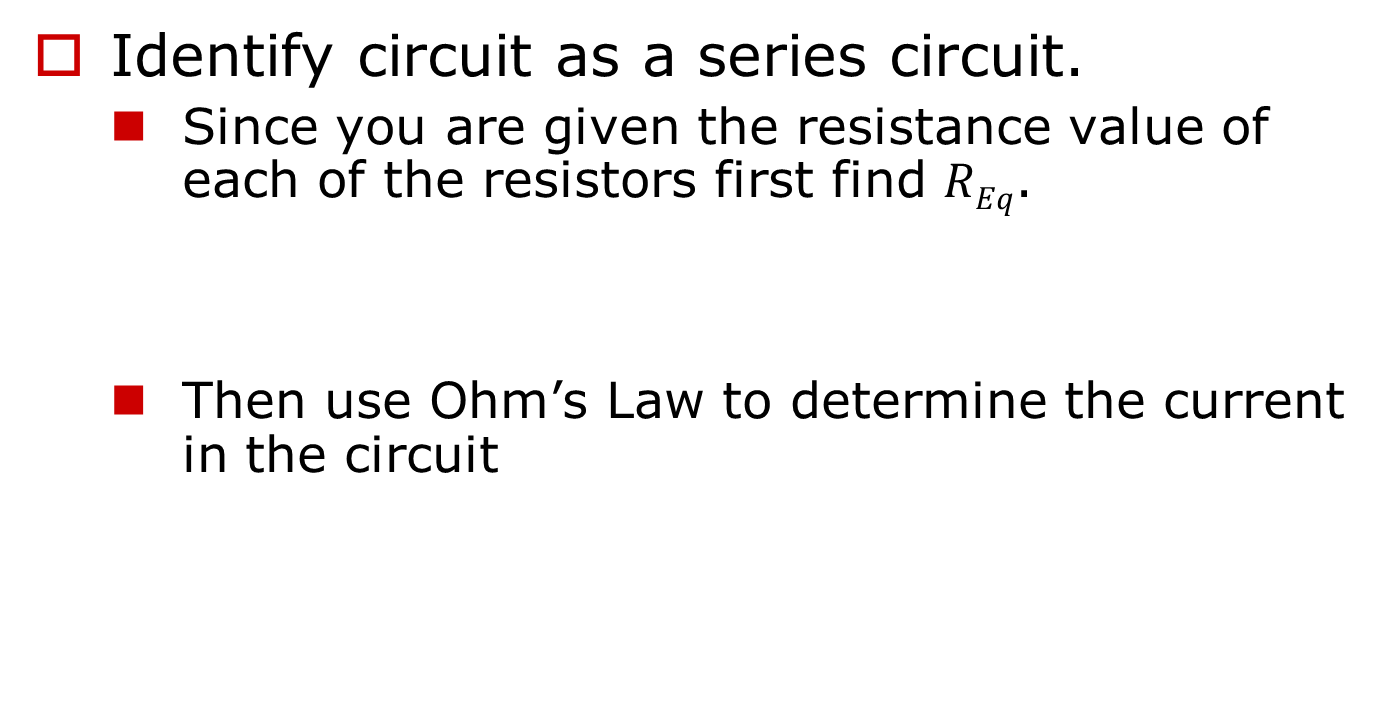 Identify circuit as a series circuit.
Since you are given the resistance value of
each of the resistors first find R_Eq.
Then use Ohm’s Law to determine the current
in the circuit